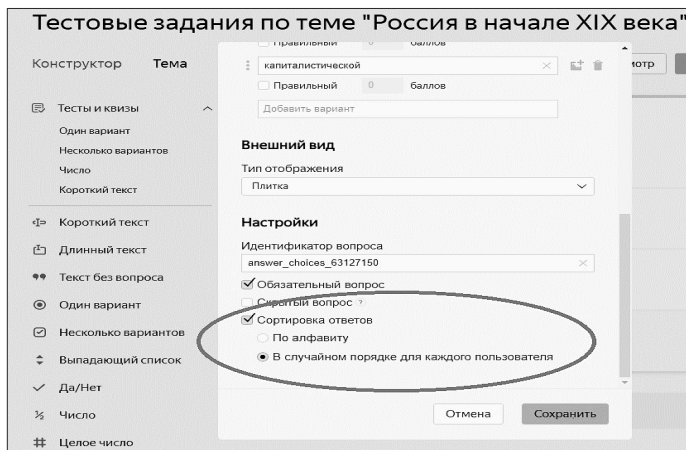 Тестовые задания по теме "Россия в начале XIX века"
Конструктор
Тема
Тесты и квизы
Один вариант
Несколько вариантов
Число
Короткий текст
Короткий текст
Длинный текст
Текст без вопроса
Один вариант
Несколько вариантов
Выпадающий список
Да/Нет
Число
Целое число
Правильный 0 баллов
капиталистической
Правильный 0 баллов
Добавить вариант
Внешний вид
Тип отображения
Плитка
Настройки
Идентификатор вопроса
answer_choices_63127150
Обязательный вопрос
Скрытый вопрос ?
Сортировка ответов
По алфавиту
В случайном порядке для каждого пользователя
Отмена
Сохранить
мотр